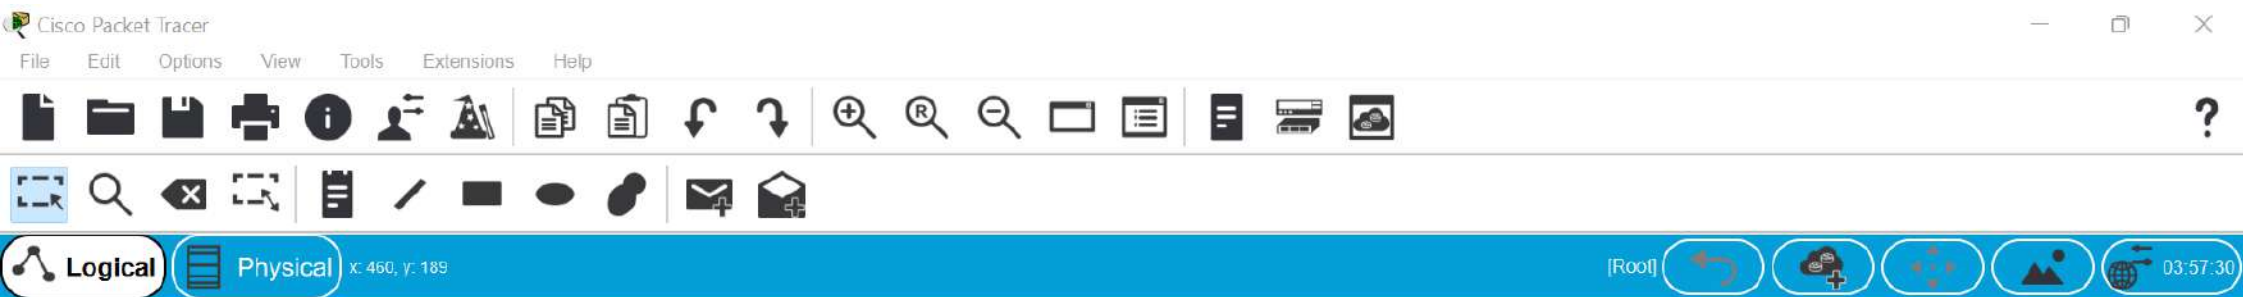 Cisco Packet Tracer
File Edit Options View Tools Extensions Help
R
?
Logical Physical x: 460, y: 189 [Root] 03:57:30